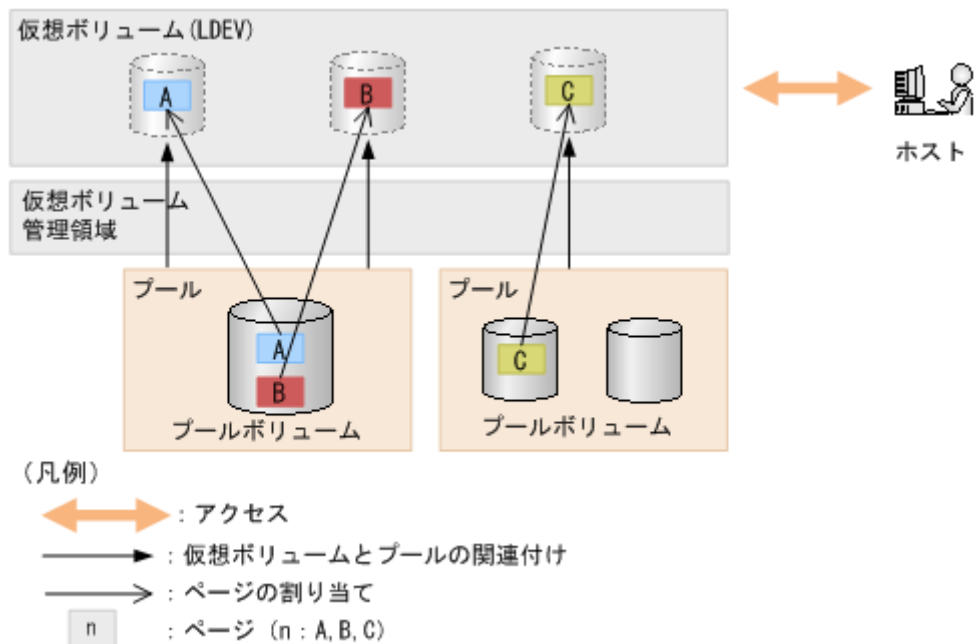 仮想ボリューム(LDEV)
A
B
C
ホスト
仮想ボリューム
管理領域
プール
プール
A
B
C
プールボリューム
プールボリューム
(凡例)
:アクセス
:仮想ボリュームとプールの関連付け
:ページの割り当て
n
:ページ (n:A,B,C)